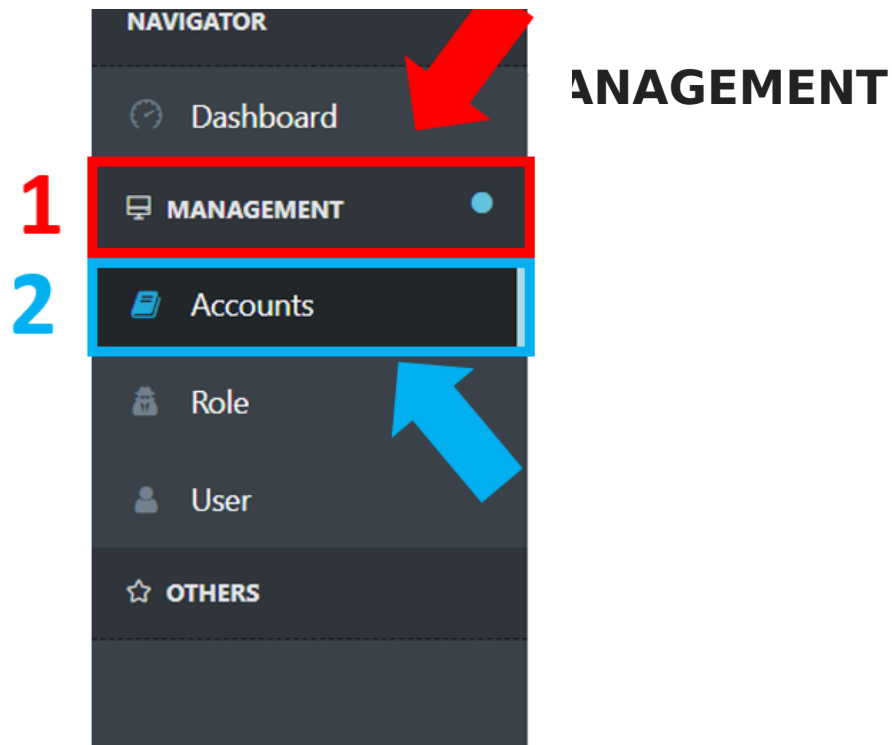 NAVIGATOR
ANAGEMENT
Dashboard
1
MANAGEMENT
2
Accounts
Role
User
OTHERS